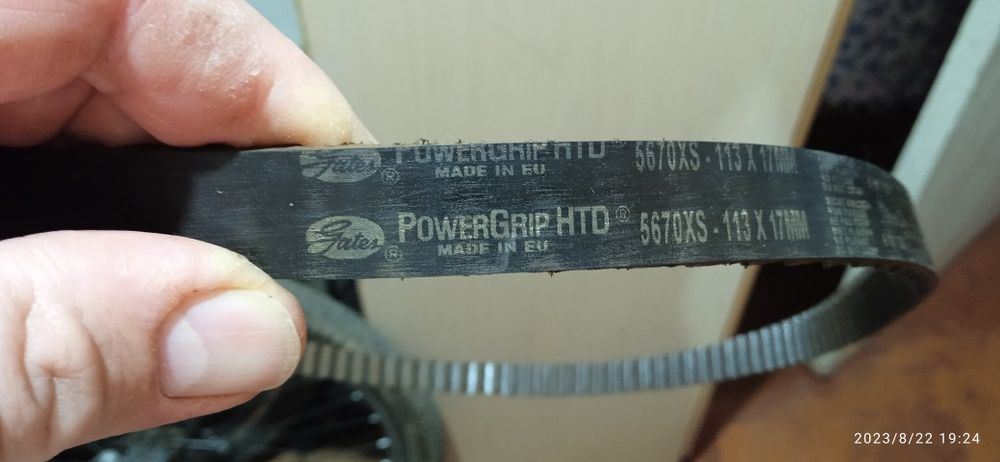 Gates ® POWERGRIP HTD® 5670XS - 113 X 17MM
MADE IN EU
Gates ® POWERGRIP HTD® 5670XS - 113 X 17MM
MADE IN EU
2023/8/22 19:24